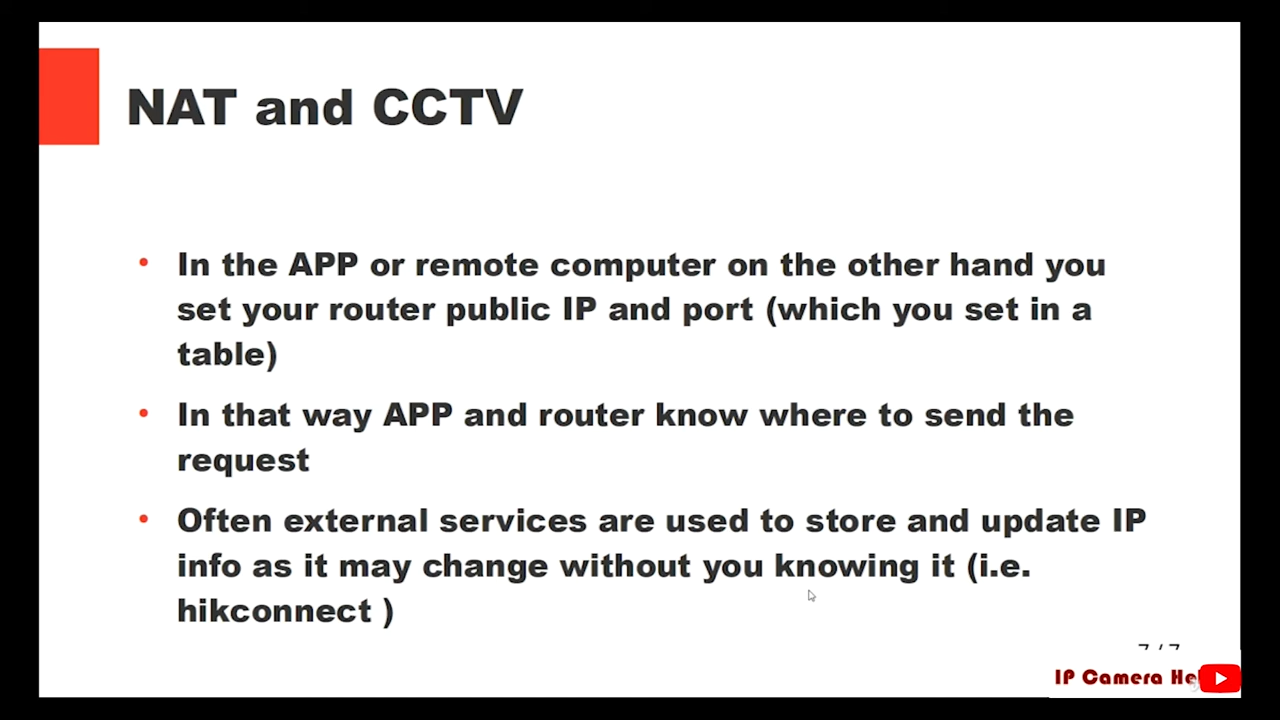 NAT and CCTV
• In the APP or remote computer on the other hand you
set your router public IP and port (which you set in a
table)
• In that way APP and router know where to send the
request
• Often external services are used to store and update IP
info as it may change without you knowing it (i.e.
hikconnect )
7 / 7
IP Camera Hel